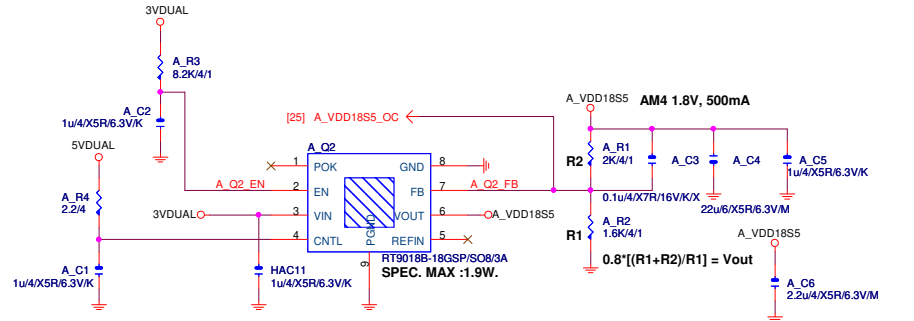 3VDUAL
A_R3
8.2K/4/1
A_C2
1u/4/X5R/6.3V/K
5VDUAL
A_R4
2.2/4
A_C1
1u/4/X5R/6.3V/K
3VDUAL
HAC11
1u/4/X5R/6.3V/K
A_Q2_EN
[25] A_VDD18S5_OC
A_Q2
1 POK GND 8
2 EN FB 7
3 VIN VOUT 6
4 CNTL REFIN 5
PGND
9
RT9018B-18GSP/SO8/3A
SPEC. MAX :1.9W.
A_Q2_FB
A_VDD18S5
A_VDD18S5
AM4 1.8V, 500mA
R2
A_R1
2K/4/1
A_C3
0.1u/4/X7R/16V/K/X
A_C4
22u/6/X5R/6.3V/M
A_C5
1u/4/X5R/6.3V/K
R1
A_R2
1.6K/4/1
0.8*[(R1+R2)/R1] = Vout
A_VDD18S5
A_C6
2.2u/4/X5R/6.3V/M